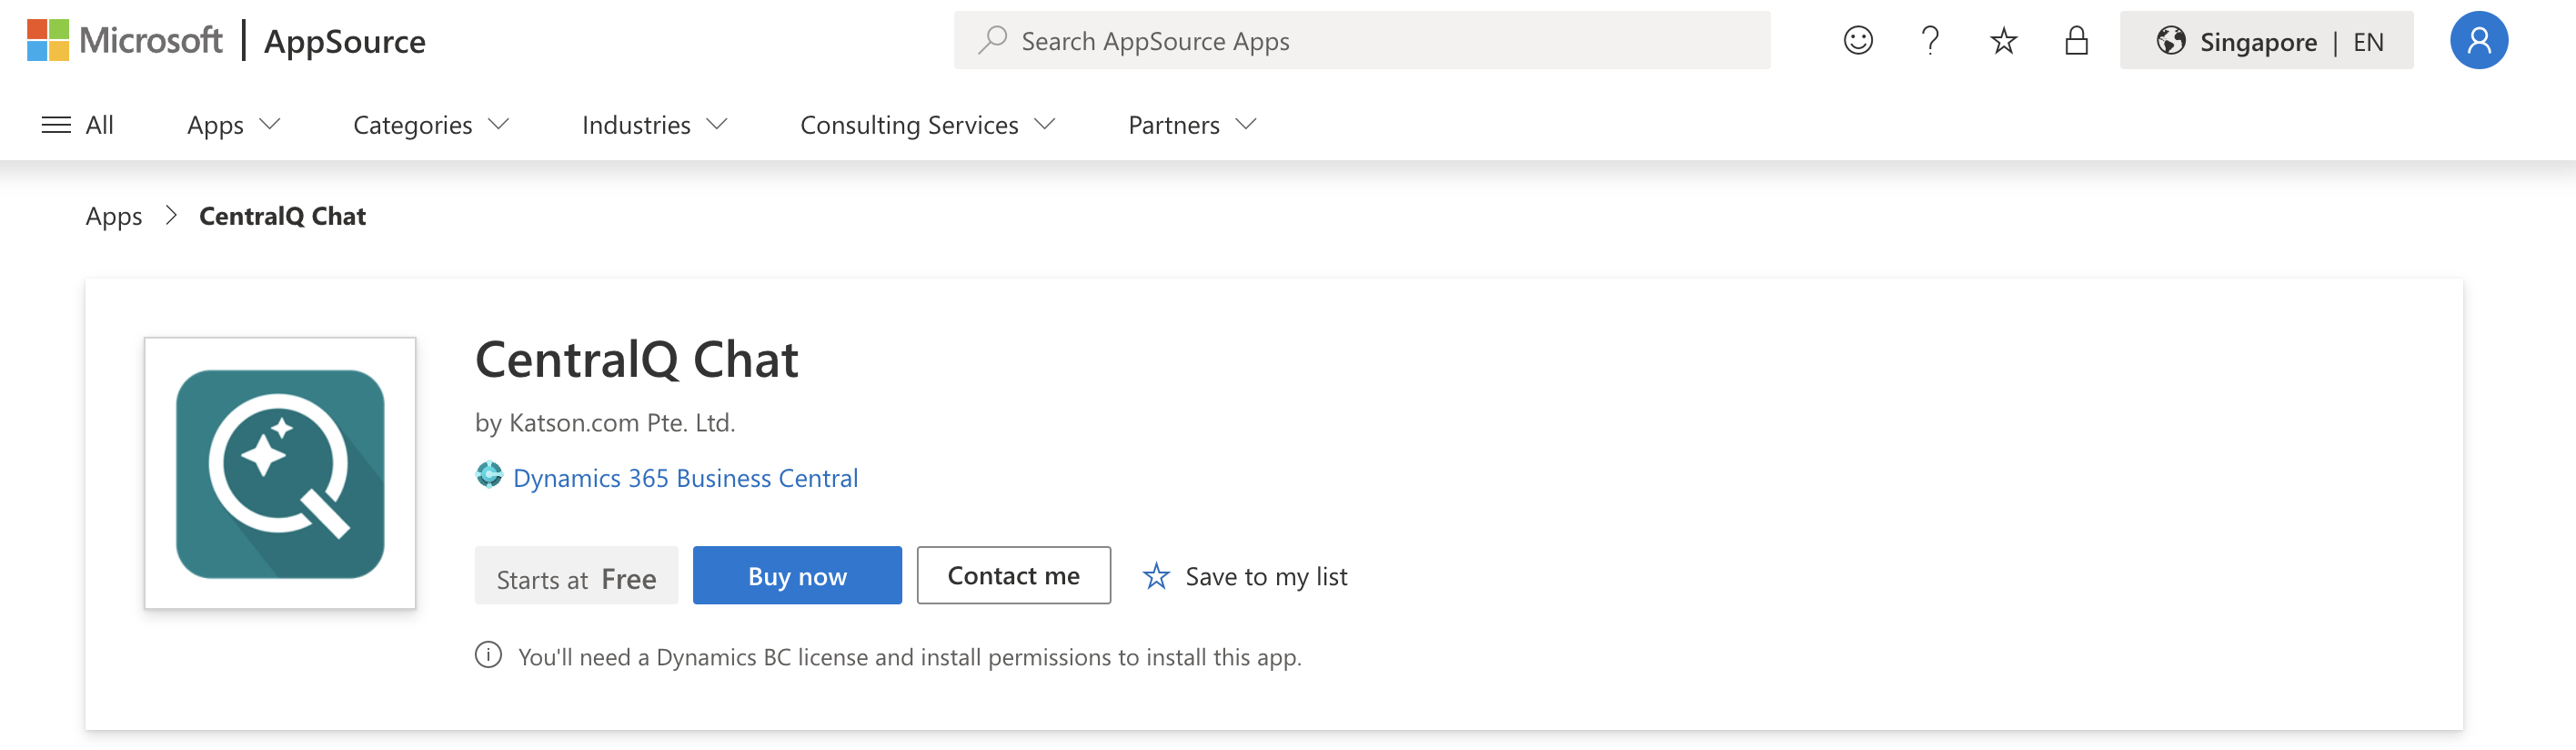 Microsoft | AppSource
Search AppSource Apps
Singapore | EN
All Apps Categories Industries Consulting Services Partners
Apps > CentralQ Chat
CentralQ Chat
by Katson.com Pte. Ltd.
Dynamics 365 Business Central
Starts at Free Buy now Contact me Save to my list
You'll need a Dynamics BC license and install permissions to install this app.